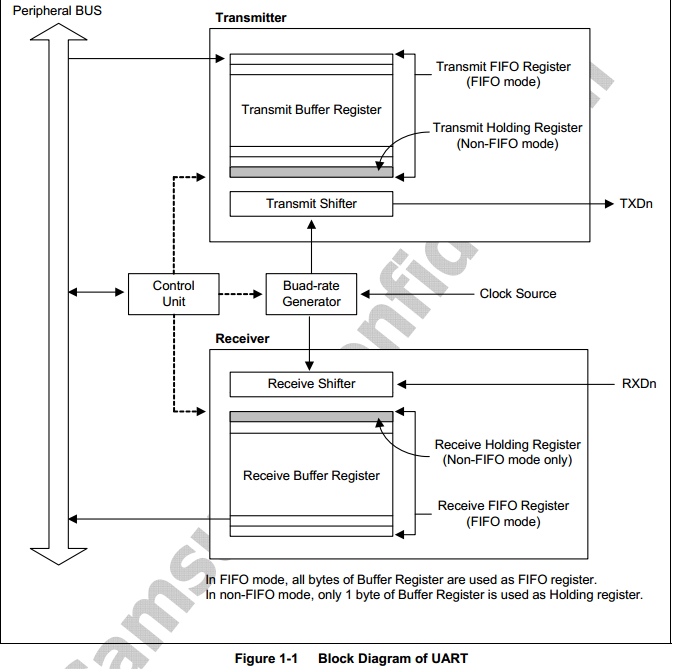 Peripheral BUS
Transmitter
Transmit FIFO Register
(FIFO mode)
Transmit Buffer Register
Transmit Holding Register
(Non-FIFO mode)
Transmit Shifter
TXDn
Control
Unit
Buad-rate
Generator
Clock Source
Receiver
Receive Shifter
RXDn
Receive Holding Register
(Non-FIFO mode only)
Receive Buffer Register
Receive FIFO Register
(FIFO mode)
In FIFO mode, all bytes of Buffer Register are used as FIFO register.
In non-FIFO mode, only 1 byte of Buffer Register is used as Holding register.
Figure 1-1 Block Diagram of UART